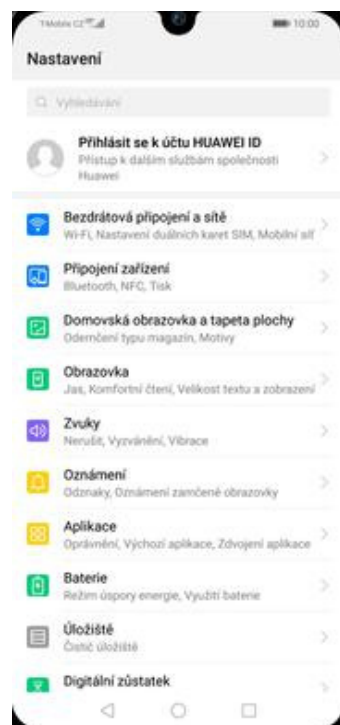 T-Mobile CZ
10:00
Nastavení
Vyhledávání
Přihlásit se k účtu HUAWEI ID
Přístup k dalším službám společnosti
Huawei
Bezdrátová připojení a sítě
Wi-Fi, Nastavení duálních karet SIM, Mobilní síť
Připojení zařízení
Bluetooth, NFC, Tisk
Domovská obrazovka a tapeta plochy
Odemčení typu magazín, Motivy
Obrazovka
Jas, Komfortní čtení, Velikost textu a zobrazení
Zvuky
Nerušit, Vyzvánění, Vibrace
Oznámení
Odznaky, Oznámení zamčené obrazovky
Aplikace
Oprávnění, Výchozí aplikace, Zdvojení aplikace
Baterie
Režim úspory energie, Využití baterie
Úložiště
Čistič úložiště
Digitální zůstatek